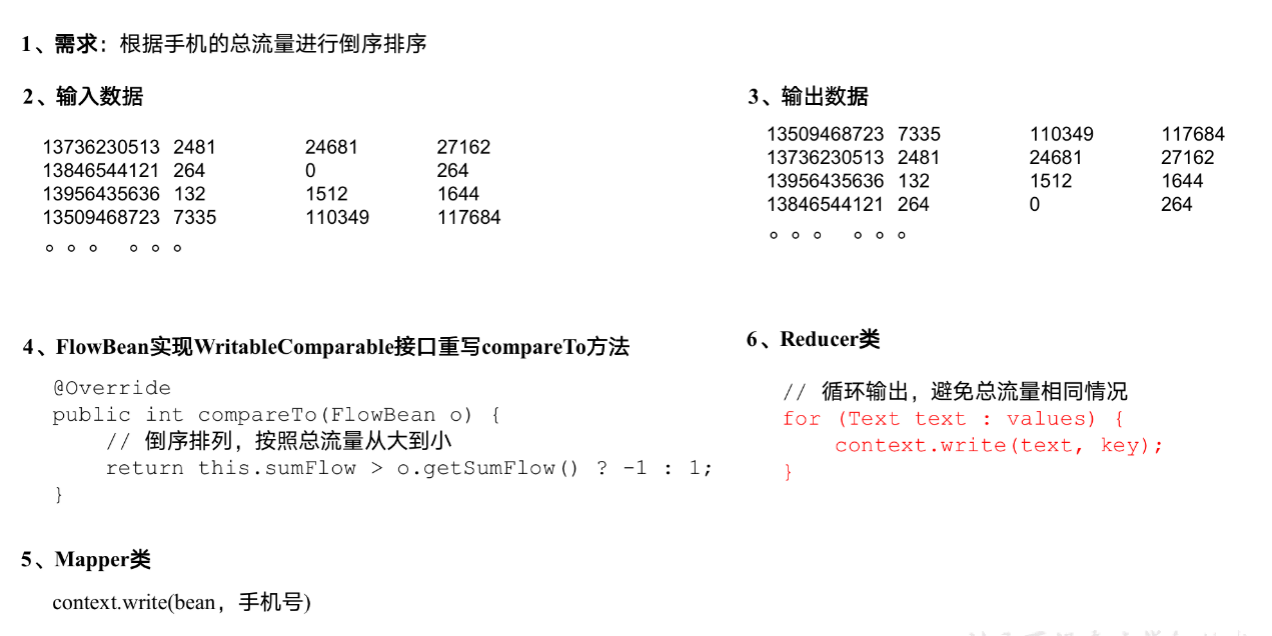 1、需求：根据手机的总流量进行倒序排序
2、输入数据
13736230513 2481 24681 27162
13846544121 264 0 264
13956435636 132 1512 1644
13509468723 7335 110349 117684
。。。 。。。
3、输出数据
13509468723 7335 110349 117684
13736230513 2481 24681 27162
13956435636 132 1512 1644
13846544121 264 0 264
。。。 。。。
4、FlowBean实现WritableComparable接口重写compareTo方法
@Override
public int compareTo(FlowBean o) {
// 倒序排列，按照总流量从大到小
return this.sumFlow > o.getSumFlow() ? -1 : 1;
}
5、Mapper类
context.write(bean，手机号)
6、Reducer类
// 循环输出，避免总流量相同情况
for (Text text : values) {
context.write(text, key);
}